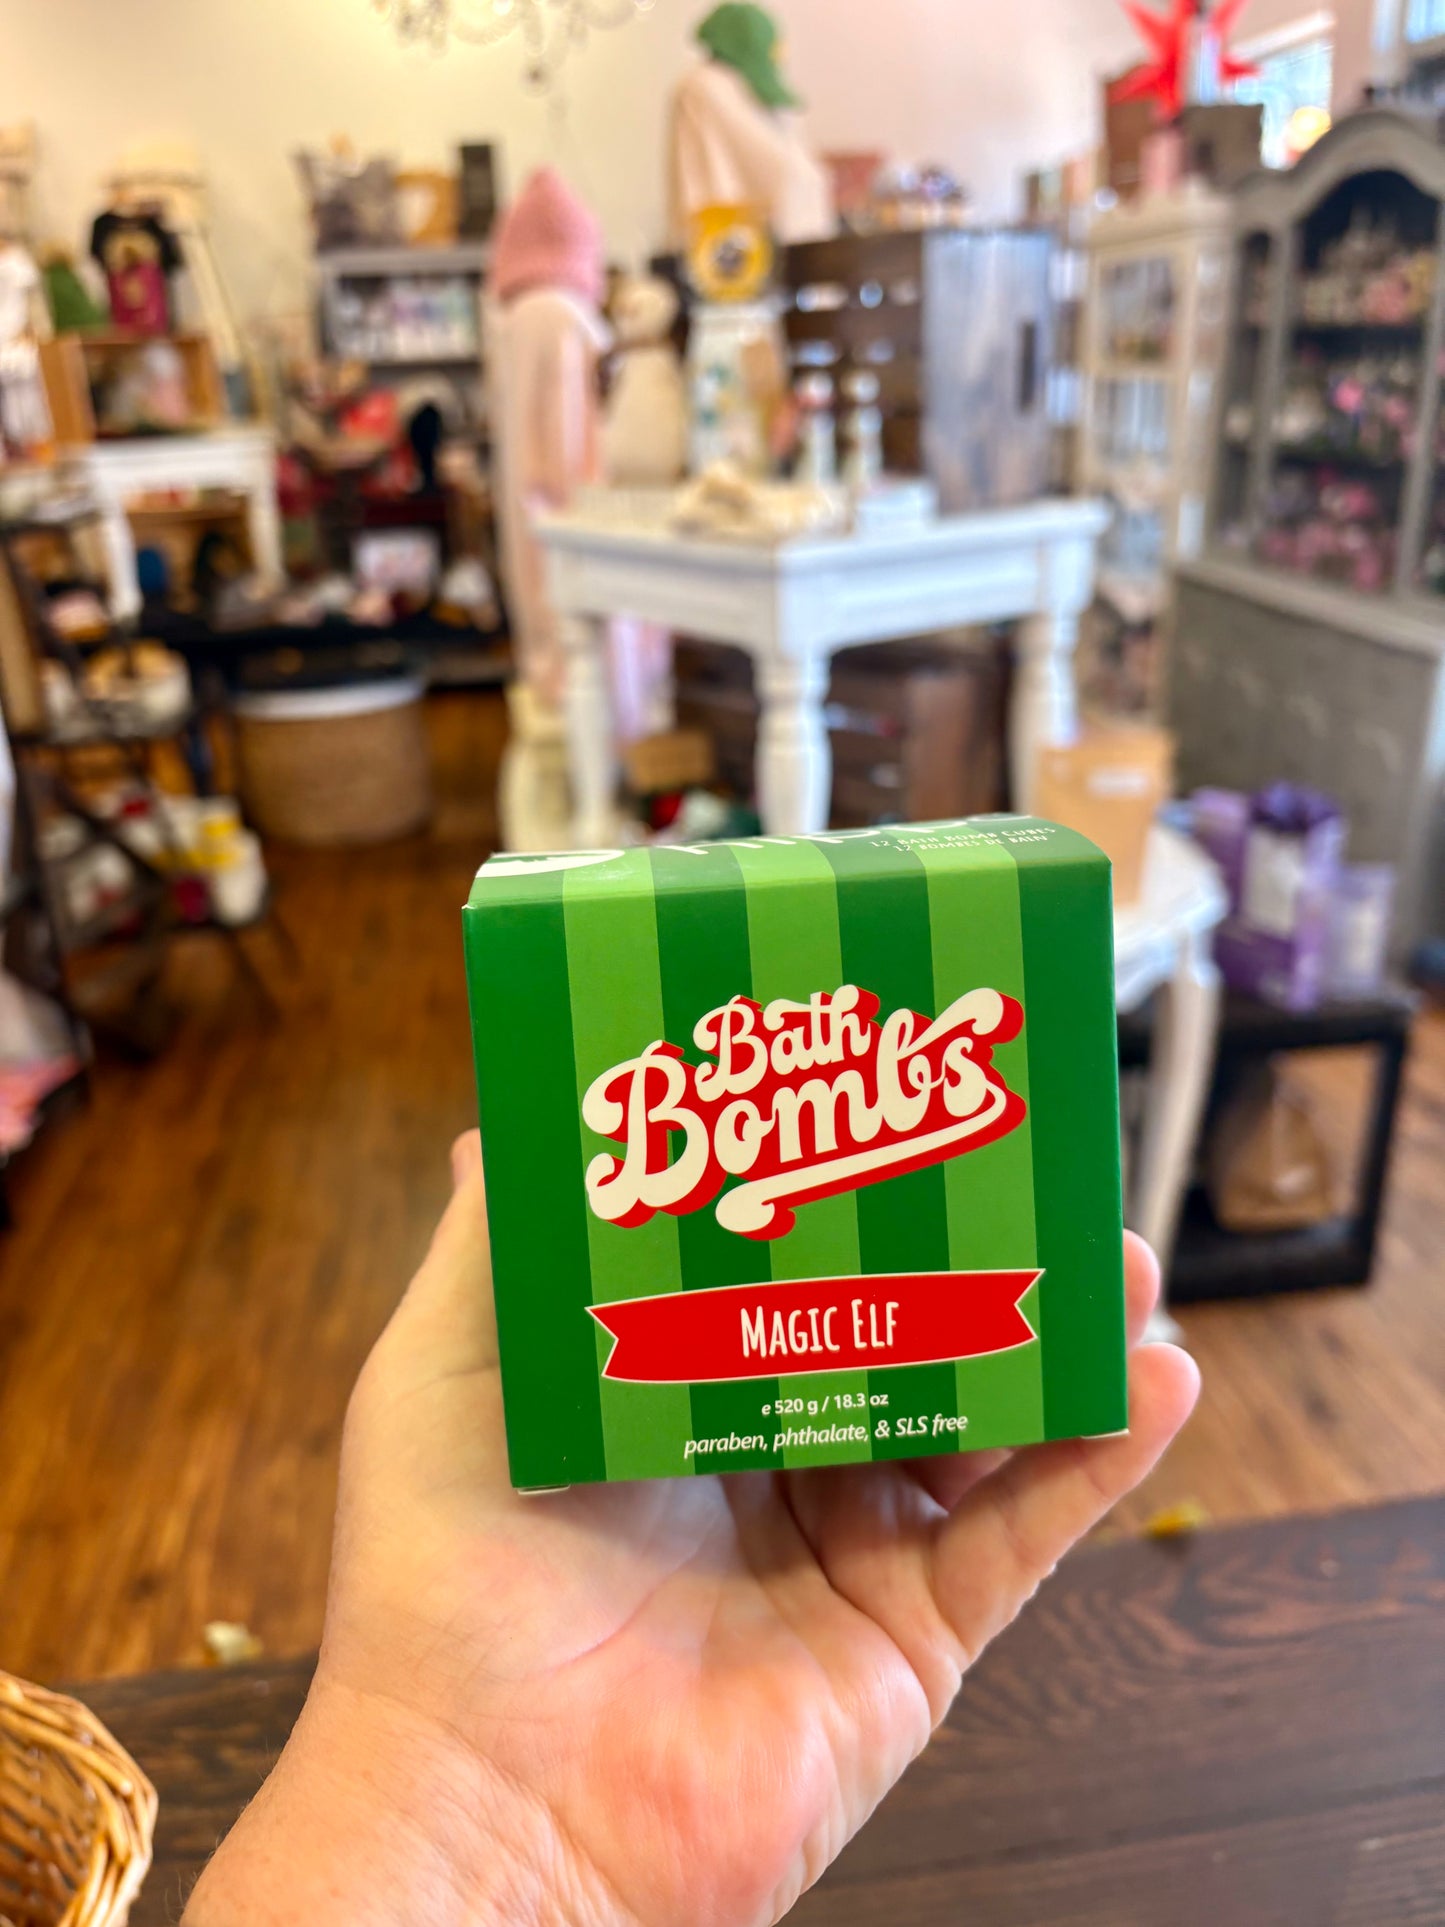 12 Bath Bomb Cubes
12 Bombes de Bain
Bath
Bombs
Magic Elf
e 520 g / 18.3 oz
paraben, phthalate, & SLS free